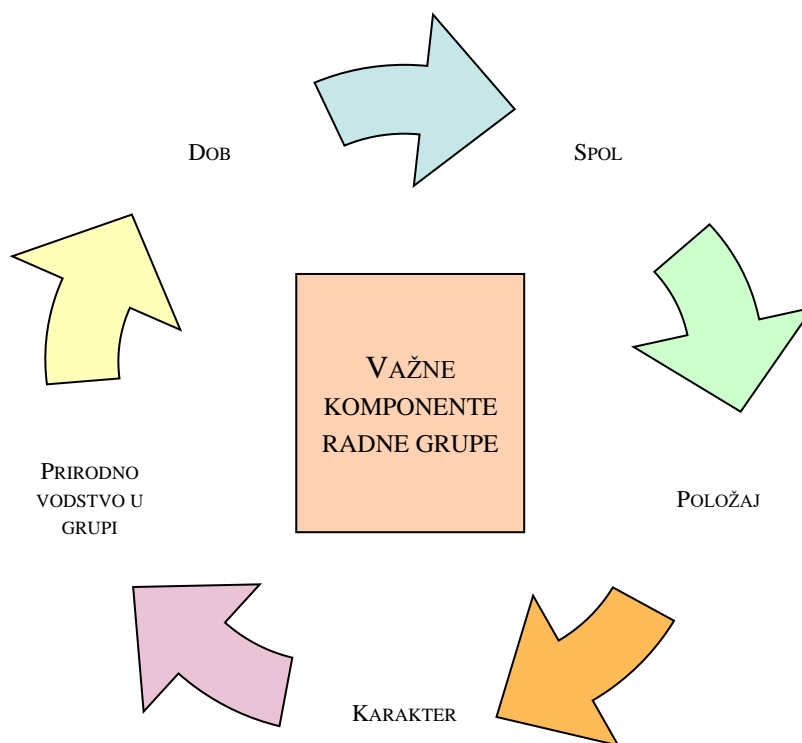 Dob
Spol
Važne
komponente
radne grupe
Prirodno
vodstvo u
grupi
Položaj
Karakter